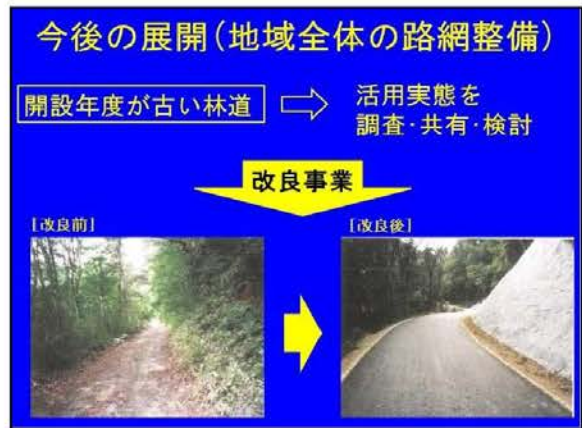 今後の展開(地域全体の路網整備)
開設年度が古い林道
活用実態を
調査・共有・検討
改良事業
[改良前]
[改良後]